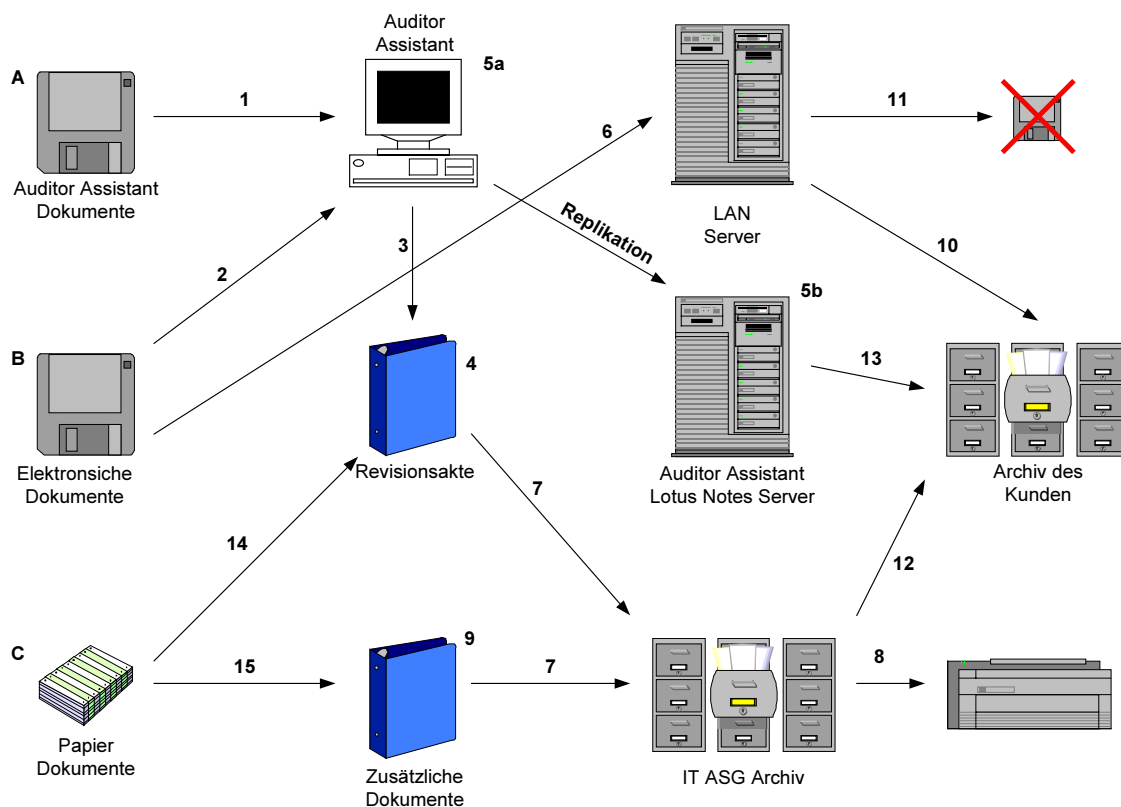 A
Auditor Assistant
Dokumente
1
Auditor
Assistant
5a
6
LAN
Server
11
2
3
Replikation
10
B
Elektronsiche
Dokumente
4
Revisionsakte
5b
Auditor Assistant
Lotus Notes Server
13
Archiv des
Kunden
14
7
12
C
Papier
Dokumente
15
9
Zusätzliche
Dokumente
7
IT ASG Archiv
8